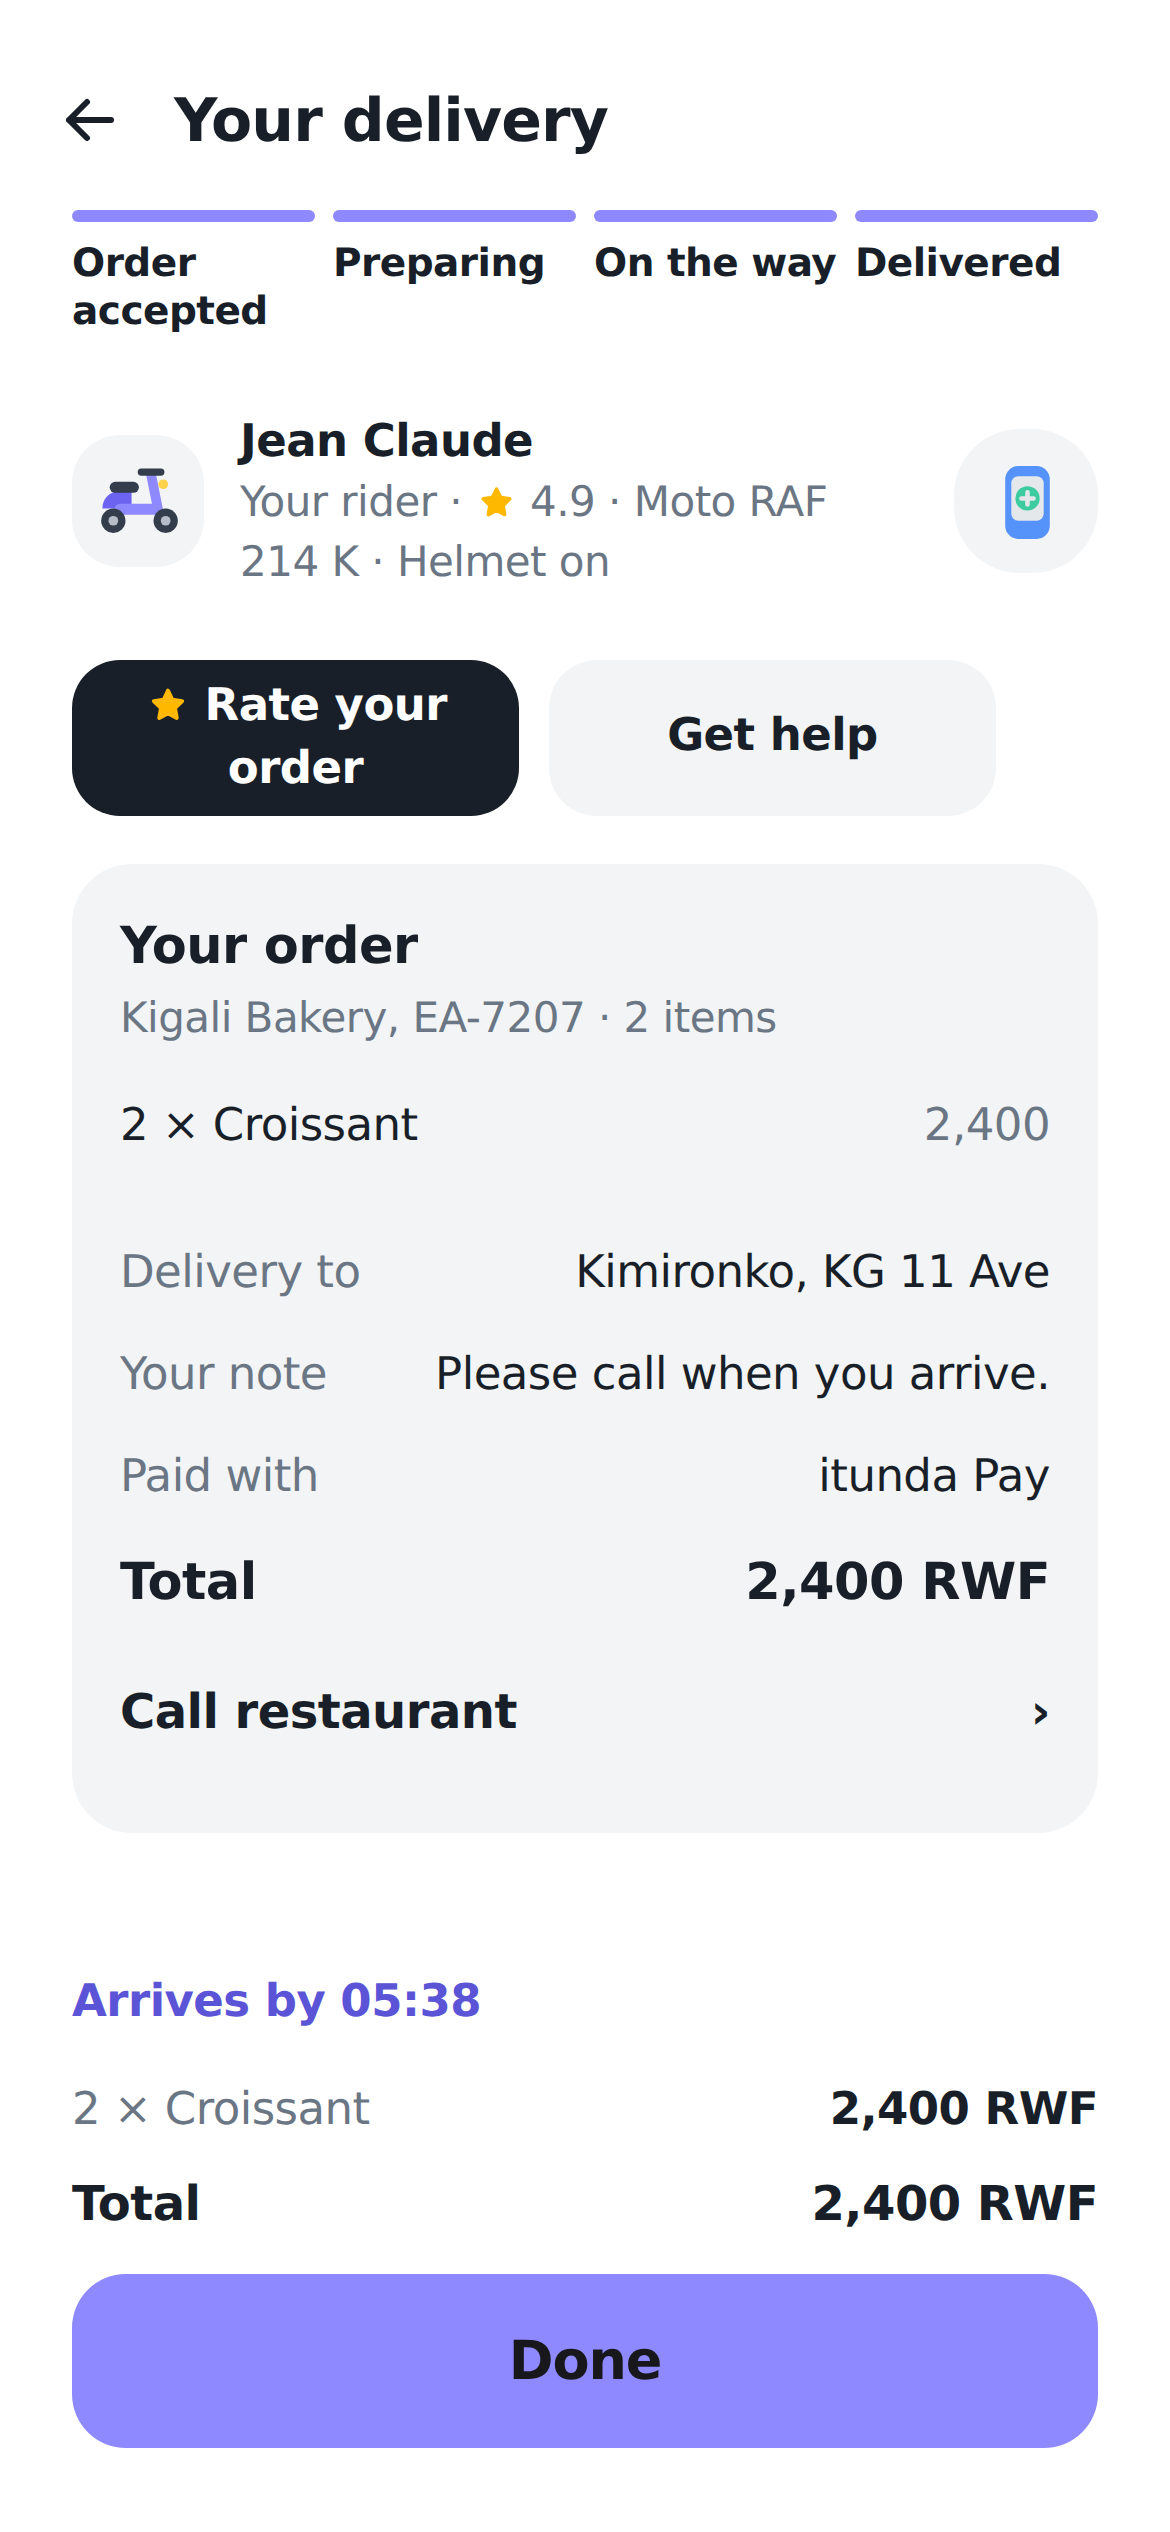 Your delivery
Order accepted
Preparing
On the way
Delivered
Jean Claude
Your rider · 4.9 · Moto RAF
214 K · Helmet on
Rate your
order
Get help
Your order
Kigali Bakery, EA-7207 · 2 items
2 × Croissant 2,400
Delivery to Kimironko, KG 11 Ave
Your note Please call when you arrive.
Paid with itunda Pay
Total 2,400 RWF
Call restaurant ›
Arrives by 05:38
2 × Croissant 2,400 RWF
Total 2,400 RWF
Done